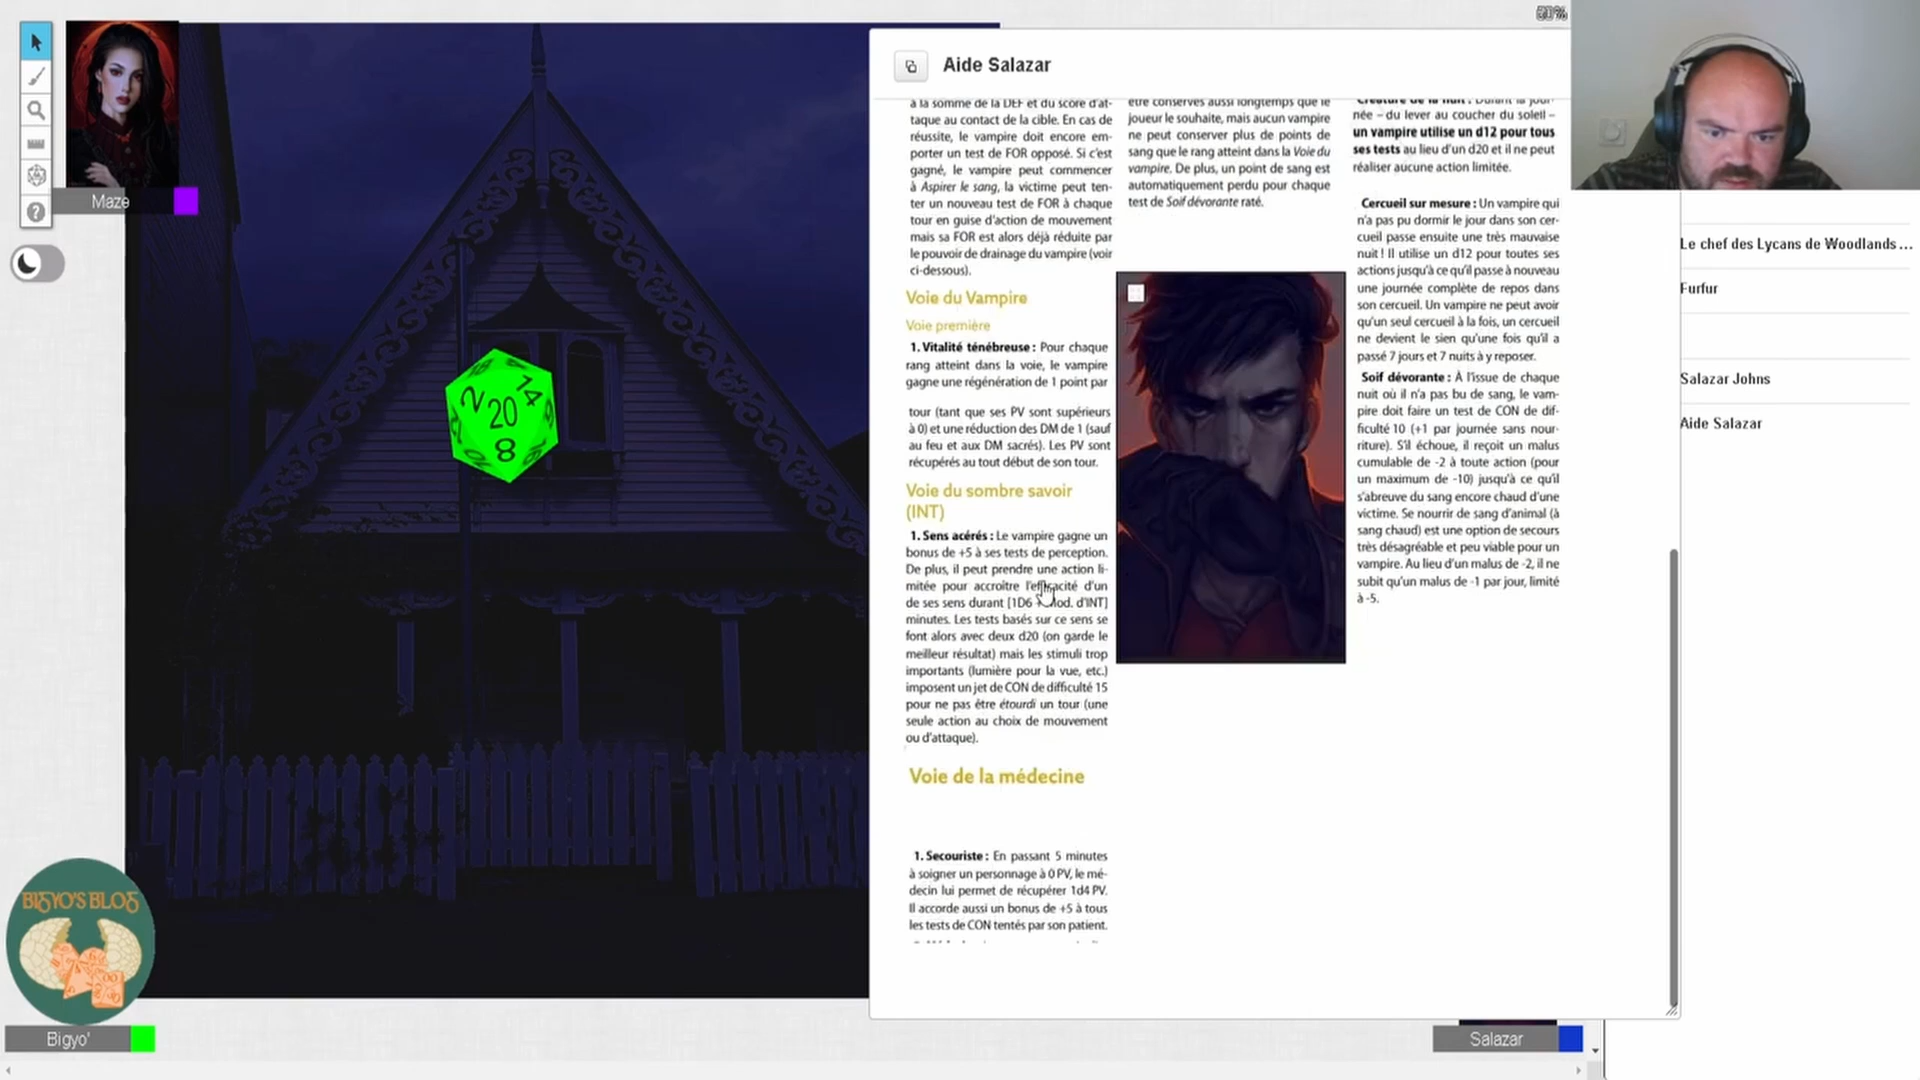 Aide Salazar
à la somme de la DEF et du score d'at-
taque au contact de la cible. En cas de
réussite, le vampire doit encore em-
porter un test de FOR opposé. Si c'est
gagné, le vampire peut commencer
à Aspirer le sang, la victime peut ten-
ter un nouveau test de FOR à chaque
tour en guise d'action de mouvement
mais sa FOR est alors déjà réduite par
le pouvoir de drainage du vampire (voir
ci-dessous).
Voie du Vampire
Voie première
1. Vitalité ténébreuse : Pour chaque
rang atteint dans la voie, le vampire
gagne une régénération de 1 point par
tour (tant que ses PV sont supérieurs
à 0) et une réduction des DM de 1 (sauf
au feu et aux DM sacrés). Les PV sont
récupérés au tout début de son tour.
Voie du sombre savoir
(INT)
1. Sens acérés : Le vampire gagne un
bonus de +5 à ses tests de perception.
De plus, il peut prendre une action li-
mitée pour accroître l'efficacité d'un
de ses sens durant [1D6 + mod. d'INT]
minutes. Les tests basés sur ce sens se
font alors avec deux d20 (on garde le
meilleur résultat) mais les stimuli trop
importants (lumière pour la vue, etc.)
imposent un jet de CON de difficulté 15
pour ne pas être étourdi un tour (une
seule action au choix de mouvement
ou d'attaque).
Voie de la médecine
1. Secouriste : En passant 5 minutes
à soigner un personnage à 0 PV, le mé-
decin lui permet de récupérer 1d4 PV.
Il accorde aussi un bonus de +5 à tous
les tests de CON tentés par son patient.
être conservés aussi longtemps que le
joueur le souhaite, mais aucun vampire
ne peut conserver plus de points de
sang que le rang atteint dans la Voie du
vampire. De plus, un point de sang est
automatiquement perdu pour chaque
test de Soif dévorante raté.
Créature de la nuit : Durant la jour-
née – du lever au coucher du soleil –
un vampire utilise un d12 pour tous
ses tests au lieu d'un d20 et il ne peut
réaliser aucune action limitée.
Cercueil sur mesure : Un vampire qui
n'a pas pu dormir le jour dans son cer-
cueil passe ensuite une très mauvaise
nuit ! Il utilise un d12 pour toutes ses
actions jusqu'à ce qu'il passe à nouveau
une journée complète de repos dans
son cercueil. Un vampire ne peut avoir
qu'un seul cercueil à la fois, un cercueil
ne devient le sien qu'une fois qu'il a
passé 7 jours et 7 nuits à y reposer.
Soif dévorante : À l'issue de chaque
nuit où il n'a pas bu de sang, le vam-
pire doit faire un test de CON de dif-
ficulté 10 (+1 par journée sans nour-
riture). S'il échoue, il reçoit un malus
cumulable de -2 à toute action (pour
un maximum de -10) jusqu'à ce qu'il
s'abreuve du sang encore chaud d'une
victime. Se nourrir de sang d'animal (à
sang chaud) est une option de secours
très désagréable et peu viable pour un
vampire. Au lieu d'un malus de -2, il ne
subit qu'un malus de -1 par jour, limité
à -5.
Le chef des Lycans de Woodlands ...
Furfur
Salazar Johns
Aide Salazar
Maze
2
14
20
8
BIGYO'S BLOG
Bigyo'
Salazar